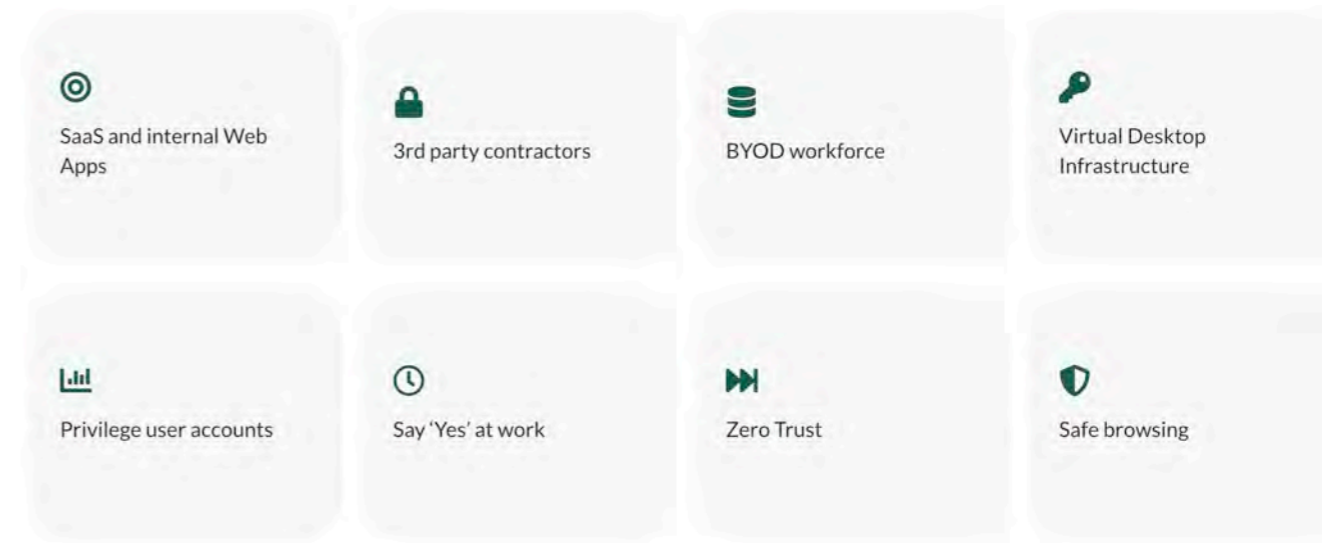 SaaS and internal Web
Apps
3rd party contractors
BYOD workforce
Virtual Desktop
Infrastructure
Privilege user accounts
Say ‘Yes’ at work
Zero Trust
Safe browsing